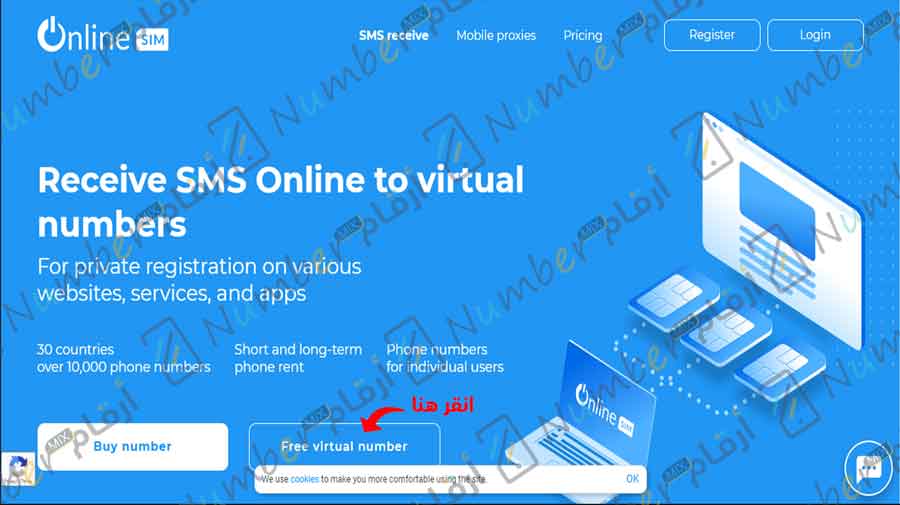 Online SIM
SMS receive
Mobile proxies
Pricing
Register
Login
Receive SMS Online to virtual
numbers
For private registration on various
websites, services, and apps
30 countries
over 10,000 phone numbers
Short and long-term
phone rent
Phone numbers
for individual users
انقر هنا
Buy number
Free virtual number
Online SIM
We use cookies to make you more comfortable using the site.
OK
Number MIX أرقام